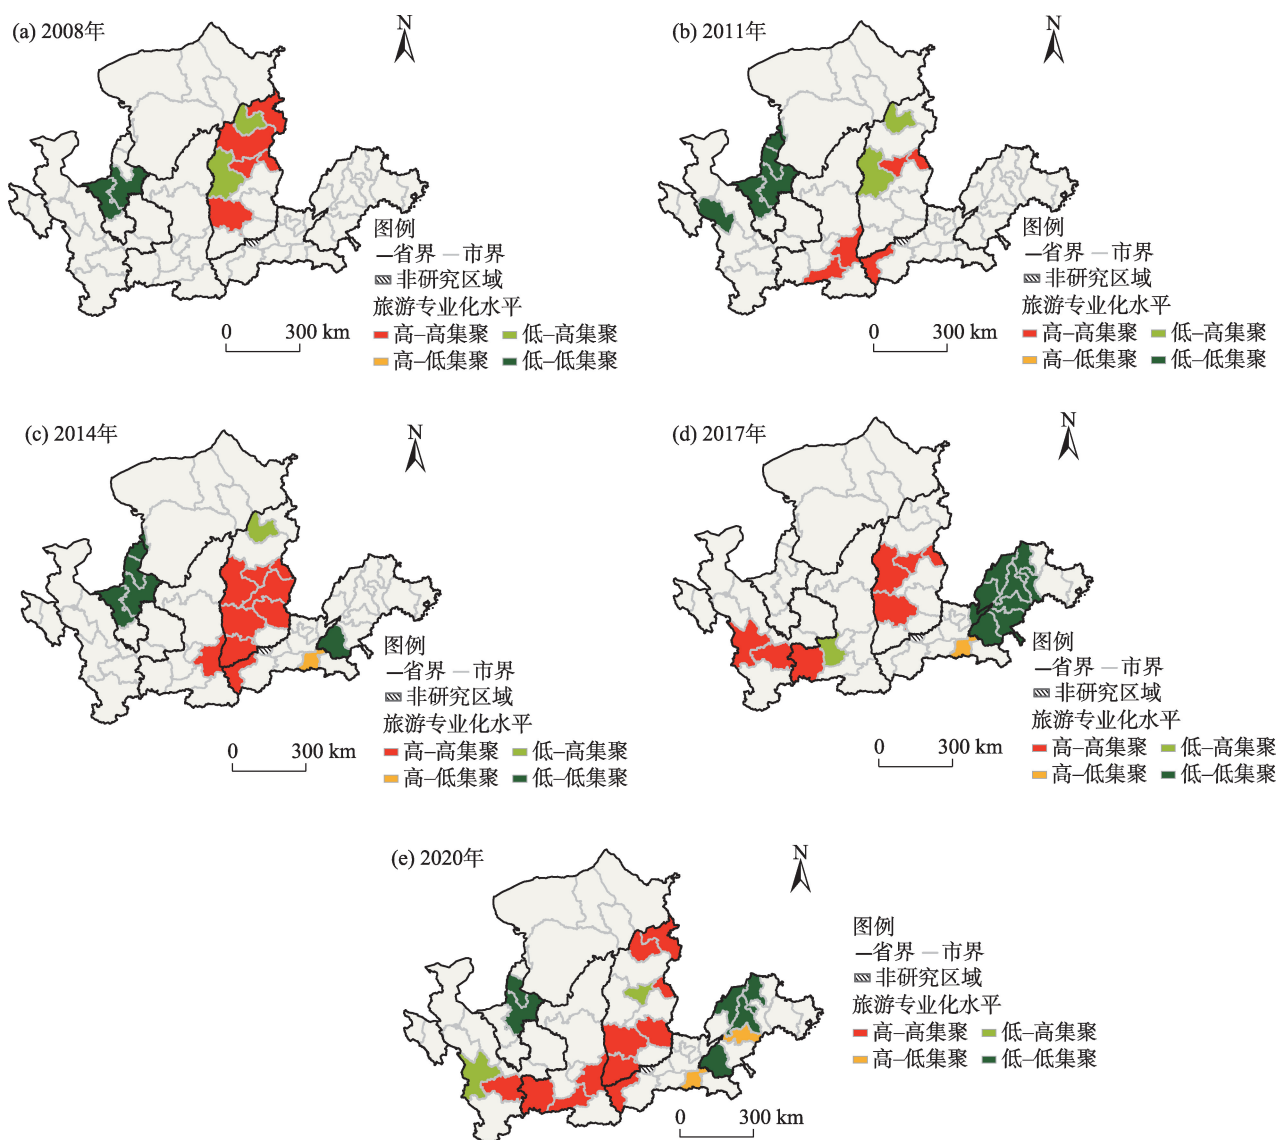 (a) 2008年
N
图例
省界 市界
非研究区域
旅游专业化水平
高–高集聚 低–高集聚
高–低集聚 低–低集聚
0 300 km
(b) 2011年
N
图例
省界 市界
非研究区域
旅游专业化水平
高–高集聚 低–高集聚
高–低集聚 低–低集聚
0 300 km
(c) 2014年
N
图例
省界 市界
非研究区域
旅游专业化水平
高–高集聚 低–高集聚
高–低集聚 低–低集聚
0 300 km
(d) 2017年
N
图例
省界 市界
非研究区域
旅游专业化水平
高–高集聚 低–高集聚
高–低集聚 低–低集聚
0 300 km
(e) 2020年
N
图例
省界 市界
非研究区域
旅游专业化水平
高–高集聚 低–高集聚
高–低集聚 低–低集聚
0 300 km